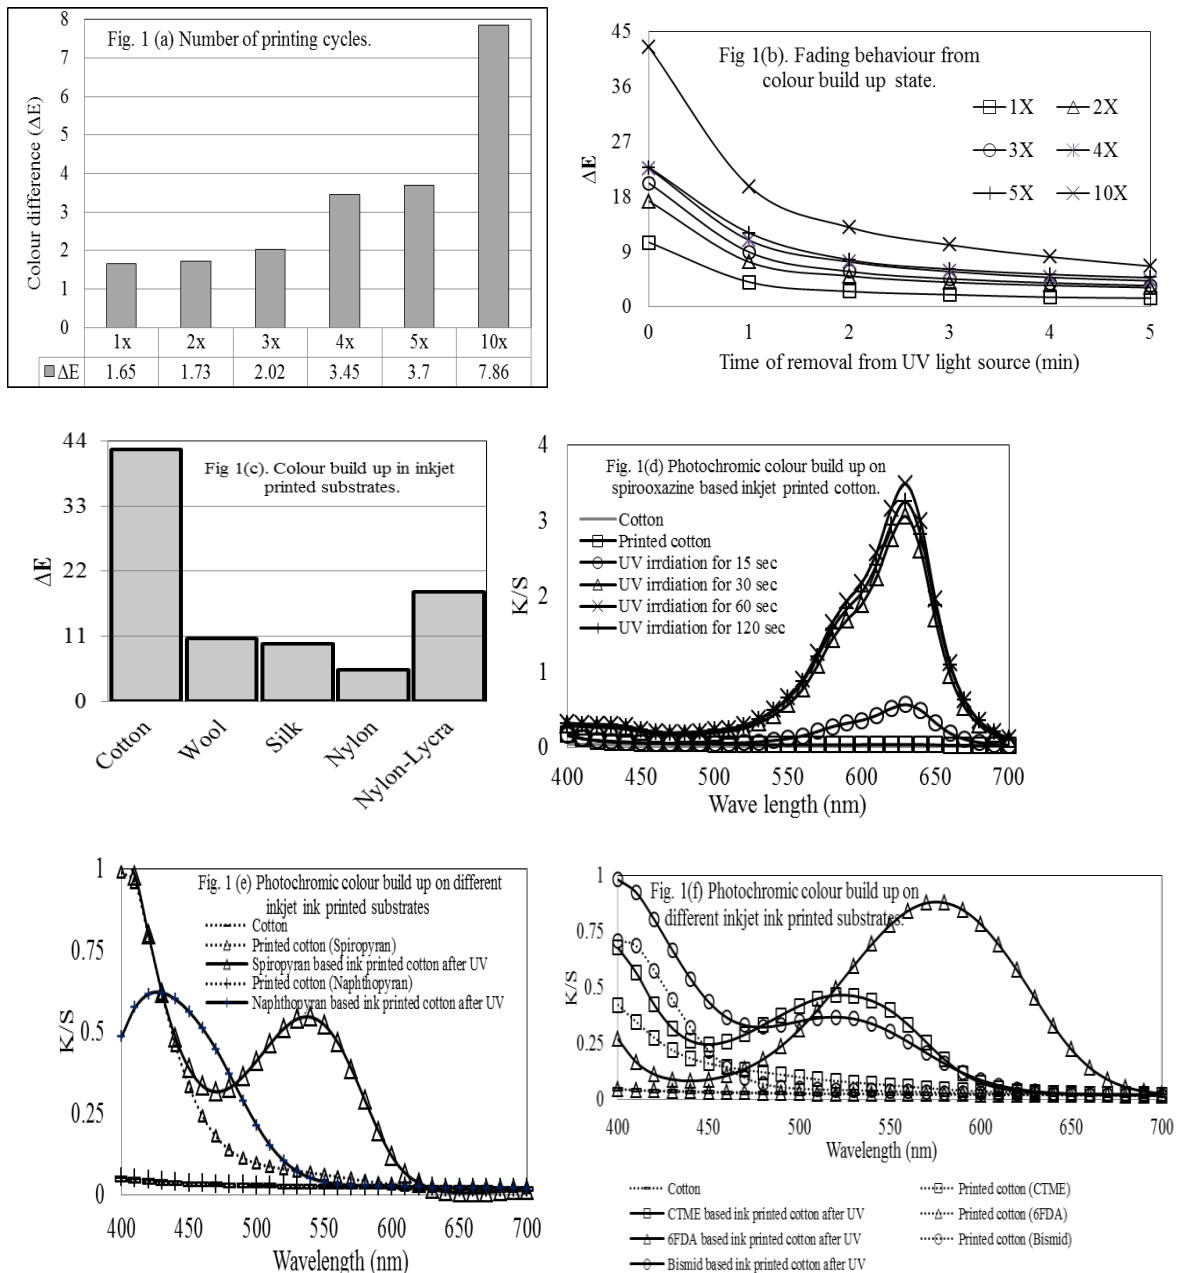 Fig. 1 (a) Number of printing cycles.
Colour difference (ΔE)
8
7
6
5
4
3
2
1
0
1x 2x 3x 4x 5x 10x
ΔE 1.65 1.73 2.02 3.45 3.7 7.86
Fig 1(b). Fading behaviour from
colour build up state.
ΔE
45
36
27
18
9
0
1X 2X
3X 4X
5X 10X
0 1 2 3 4 5
Time of removal from UV light source (min)
Fig 1(c). Colour build up in inkjet
printed substrates.
ΔE
44
33
22
11
0
Cotton Wool Silk Nylon Nylon-Lycra
Fig. 1(d) Photochromic colour build up on
spirooxazine based inkjet printed cotton.
K/S
4
3
2
1
0
Cotton
Printed cotton
UV irrdiation for 15 sec
UV irrdiation for 30 sec
UV irrdiation for 60 sec
UV irrdiation for 120 sec
400 450 500 550 600 650 700
Wave length (nm)
Fig. 1 (e) Photochromic colour build up on different
inkjet ink printed substrates
K/S
1
0.75
0.5
0.25
0
Cotton
Printed cotton (Spiropyran)
Spiropyran based ink printed cotton after UV
Printed cotton (Naphthopyran)
Naphthopyran based ink printed cotton after UV
400 450 500 550 600 650 700
Wavelength (nm)
Fig. 1(f) Photochromic colour build up on
different inkjet ink printed substrates.
K/S
1
0.75
0.5
0.25
0
400 450 500 550 600 650 700
Wavelength (nm)
Cotton
Printed cotton (CTME)
CTME based ink printed cotton after UV
Printed cotton (6FDA)
6FDA based ink printed cotton after UV
Printed cotton (Bismid)
Bismid based ink printed cotton after UV